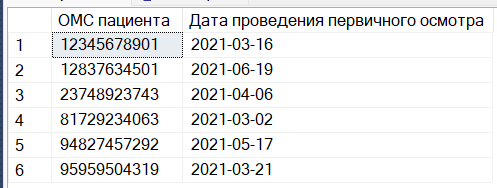 ОМС пациента Дата проведения первичного осмотра
1 12345678901 2021-03-16
2 12837634501 2021-06-19
3 23748923743 2021-04-06
4 81729234063 2021-03-02
5 94827457292 2021-05-17
6 95959504319 2021-03-21